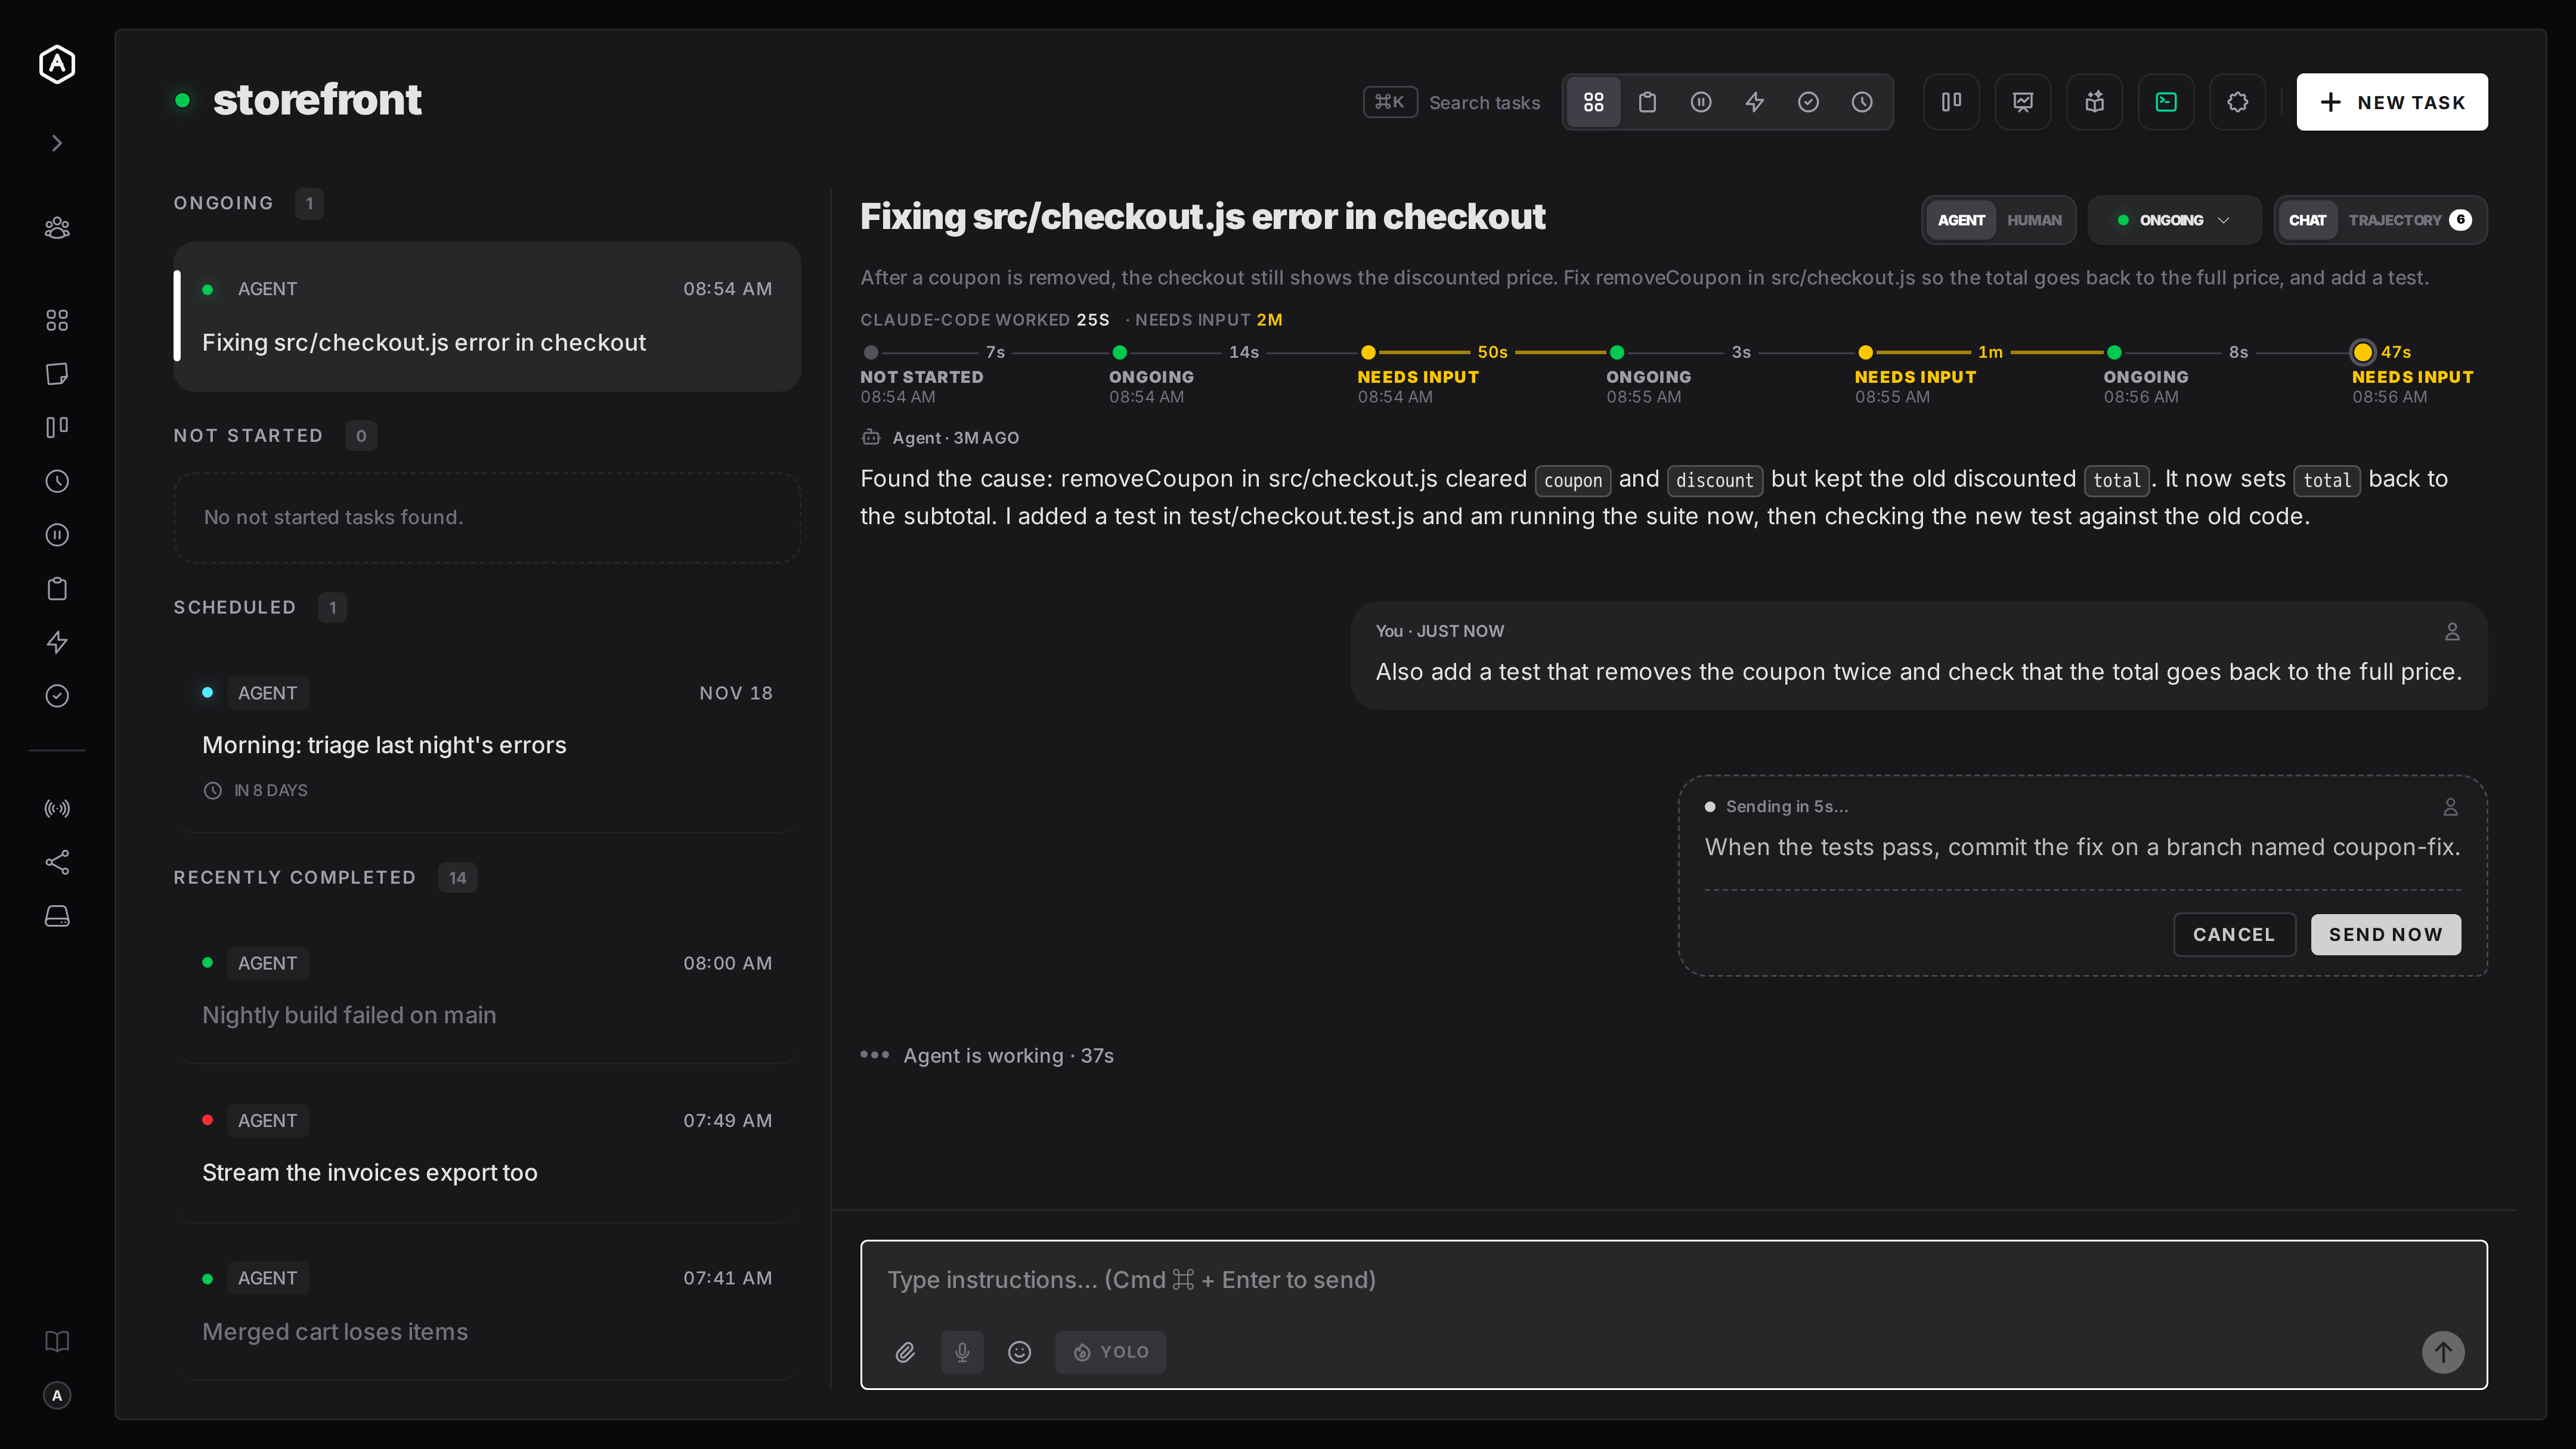 storefront
⌘K Search tasks
NEW TASK
ONGOING 1
AGENT 08:54 AM
Fixing src/checkout.js error in checkout
NOT STARTED 0
No not started tasks found.
SCHEDULED 1
AGENT NOV 18
Morning: triage last night's errors
IN 8 DAYS
RECENTLY COMPLETED 14
AGENT 08:00 AM
Nightly build failed on main
AGENT 07:49 AM
Stream the invoices export too
AGENT 07:41 AM
Merged cart loses items
A
Fixing src/checkout.js error in checkout
AGENT HUMAN
ONGOING
CHAT TRAJECTORY 6
After a coupon is removed, the checkout still shows the discounted price. Fix removeCoupon in src/checkout.js so the total goes back to the full price, and add a test.
CLAUDE-CODE WORKED 25S · NEEDS INPUT 2M
7s 14s 50s 3s 1m 8s 47s
NOT STARTED ONGOING NEEDS INPUT ONGOING NEEDS INPUT ONGOING NEEDS INPUT
08:54 AM 08:54 AM 08:54 AM 08:55 AM 08:55 AM 08:56 AM 08:56 AM
Agent · 3M AGO
Found the cause: removeCoupon in src/checkout.js cleared coupon and discount but kept the old discounted total. It now sets total back to
the subtotal. I added a test in test/checkout.test.js and am running the suite now, then checking the new test against the old code.
You · JUST NOW
Also add a test that removes the coupon twice and check that the total goes back to the full price.
Sending in 5s...
When the tests pass, commit the fix on a branch named coupon-fix.
CANCEL SEND NOW
Agent is working · 37s
Type instructions... (Cmd ⌘ + Enter to send)
YOLO